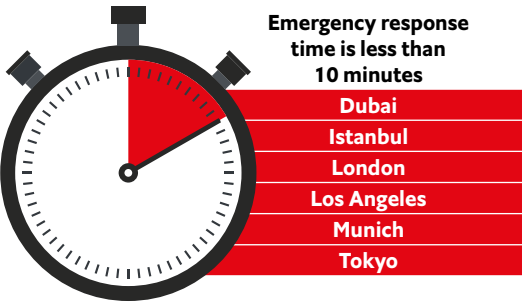 Emergency response
time is less than
10 minutes
Dubai
Istanbul
London
Los Angeles
Munich
Tokyo